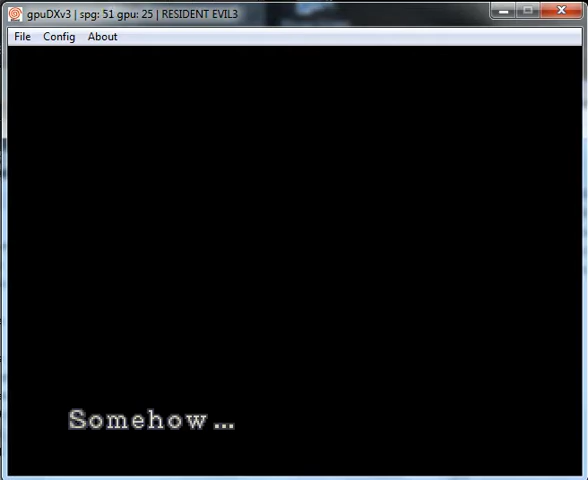 gpuDXv3 | spg: 51 gpu: 25 | RESIDENT EVIL3
File Config About
Somehow...